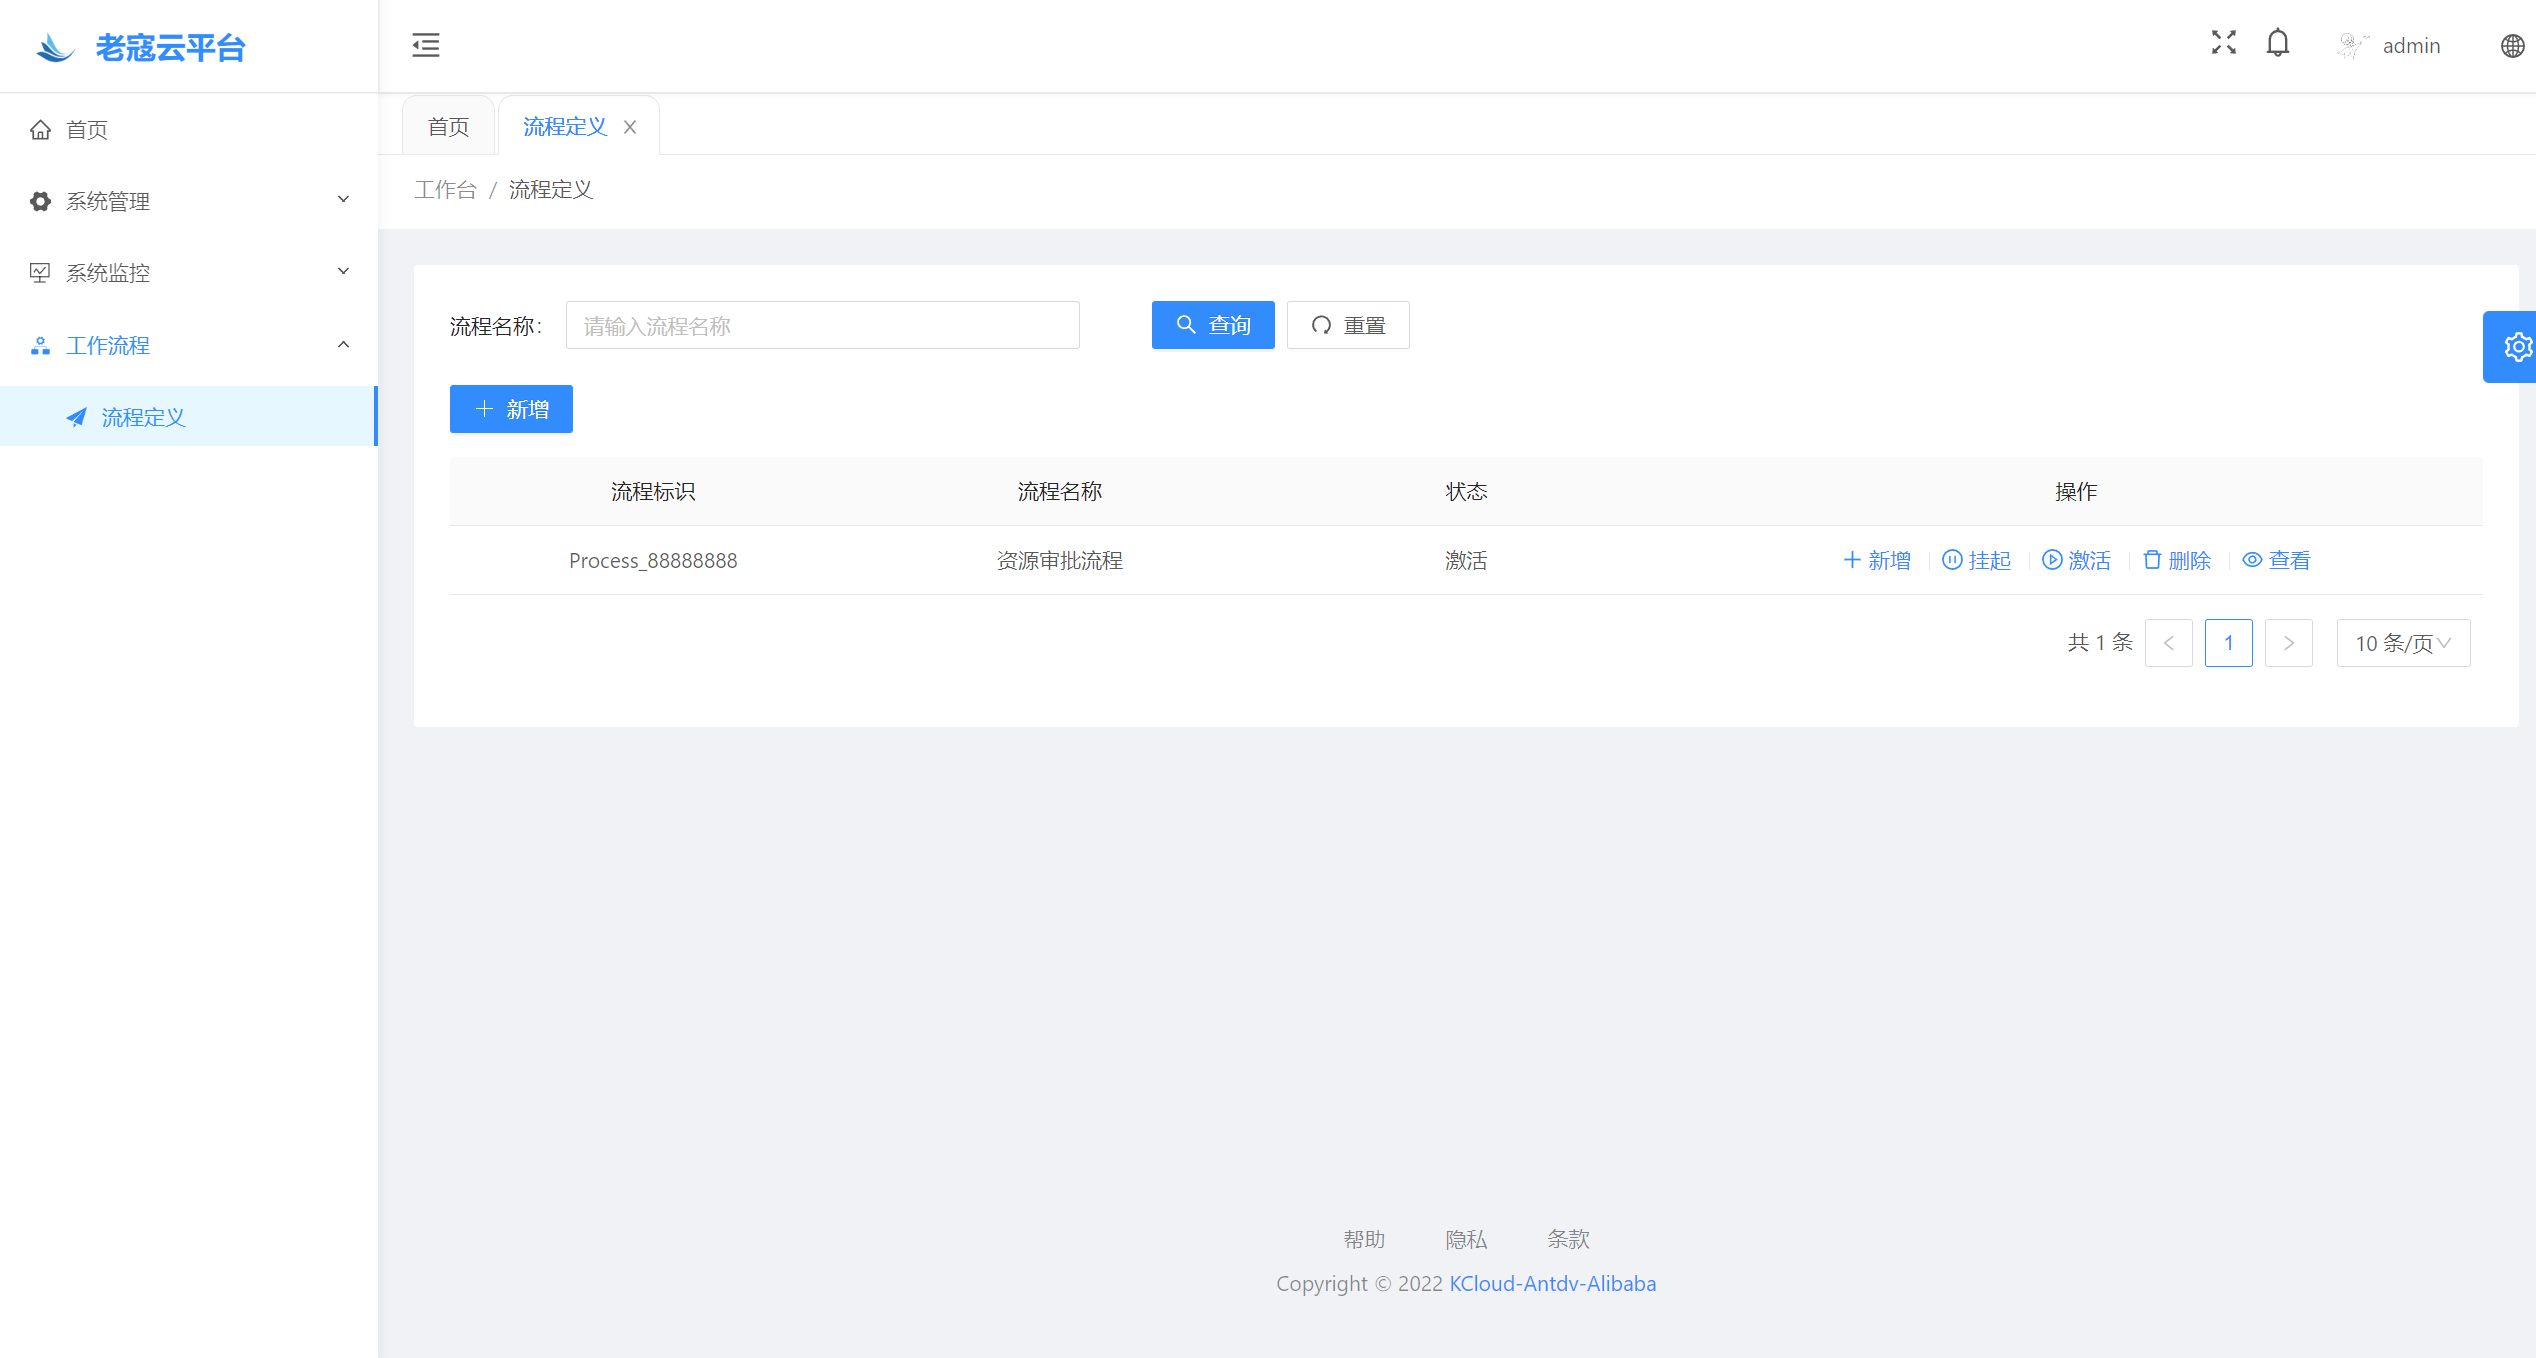 老寇云平台
admin
首页
系统管理
系统监控
工作流程
流程定义
首页 流程定义
工作台 / 流程定义
流程名称: 请输入流程名称 查询 重置
新增
流程标识 流程名称 状态 操作
Process_88888888 资源审批流程 激活 新增 挂起 激活 删除 查看
共 1 条 < 1 > 10 条/页
帮助 隐私 条款
Copyright © 2022 KCloud-Antdv-Alibaba